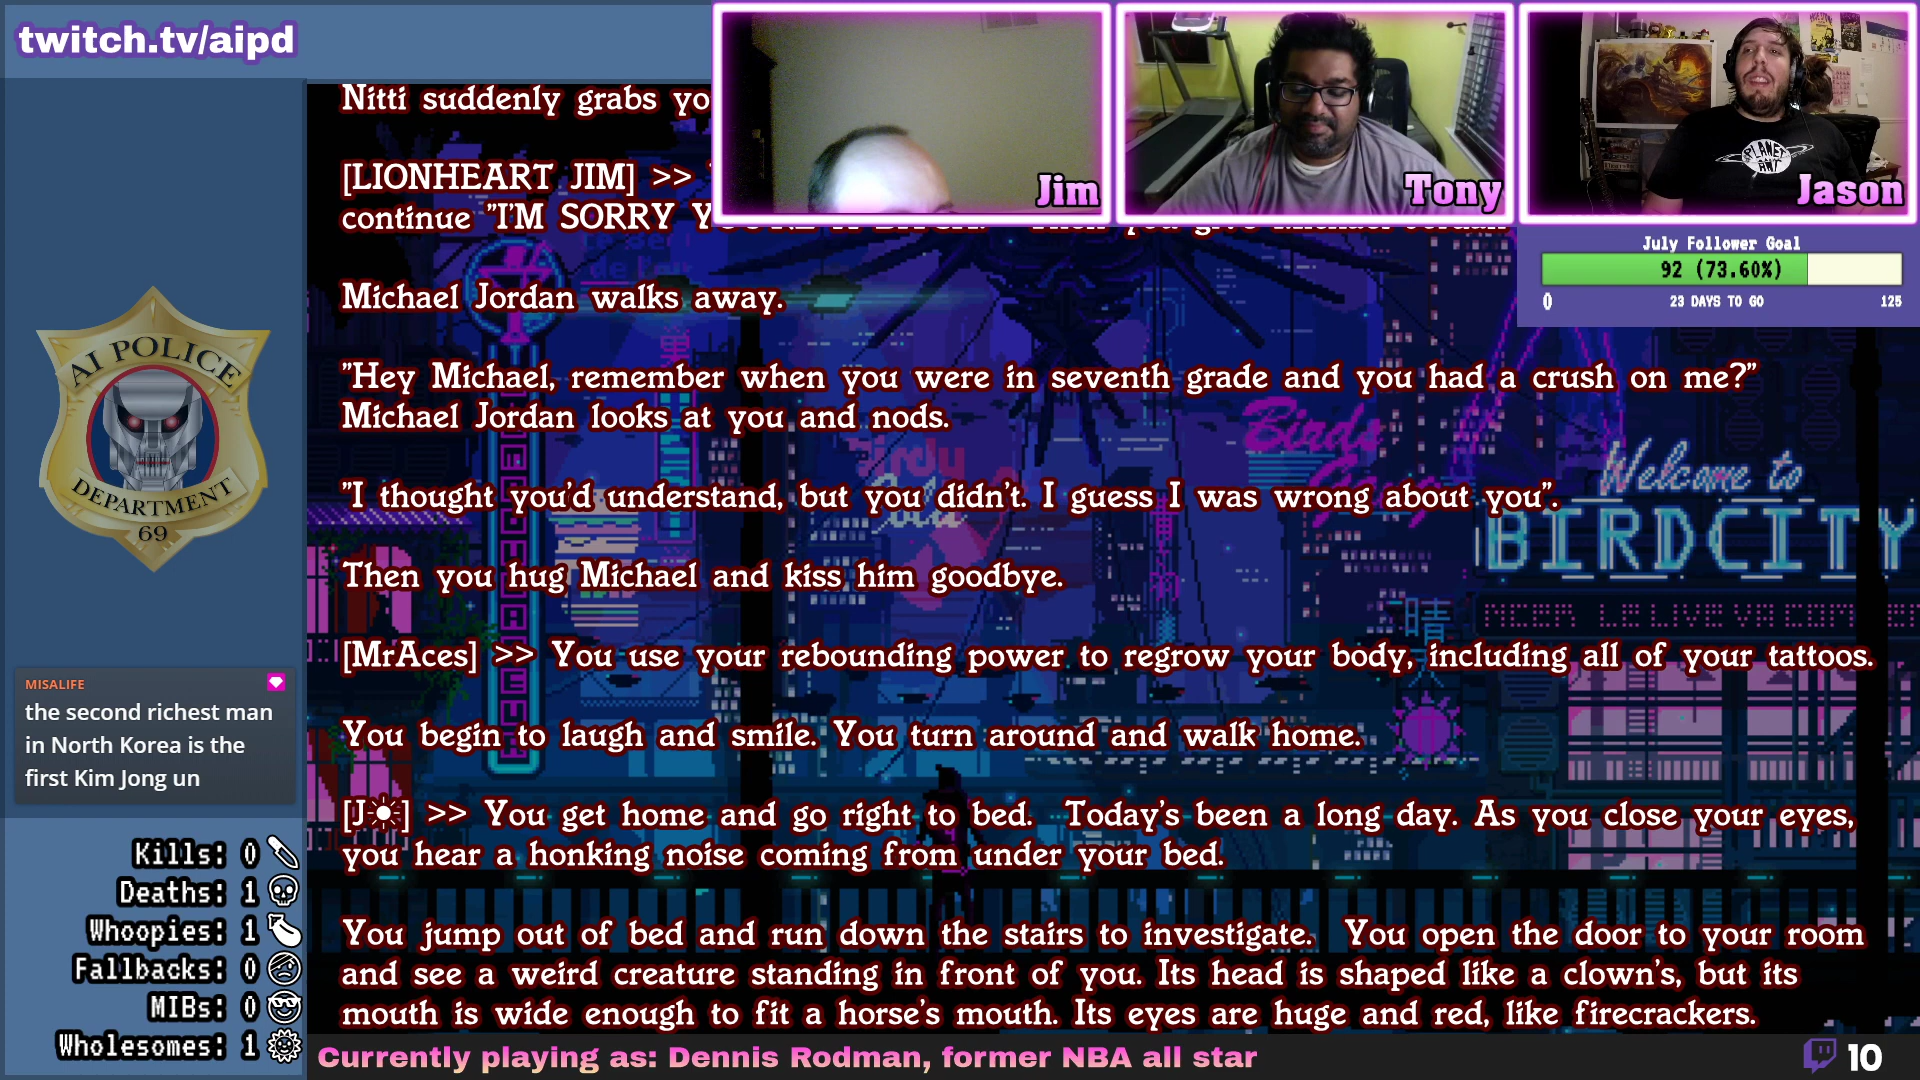 twitch.tv/aipd
Jim
Tony
Jason
July Follower Goal
92 (73.60%)
0 23 DAYS TO GO 125
Nitti suddenly grabs yo
[LIONHEART JIM] >>
continue "I'M SORRY
Michael Jordan walks away.
"Hey Michael, remember when you were in seventh grade and you had a crush on me?"
Michael Jordan looks at you and nods.
"I thought you'd understand, but you didn't. I guess I was wrong about you".
Then you hug Michael and kiss him goodbye.
[MrAces] >> You use your rebounding power to regrow your body, including all of your tattoos.
You begin to laugh and smile. You turn around and walk home.
[J☀] >> You get home and go right to bed. Today's been a long day. As you close your eyes,
you hear a honking noise coming from under your bed.
You jump out of bed and run down the stairs to investigate. You open the door to your room
and see a weird creature standing in front of you. Its head is shaped like a clown's, but its
mouth is wide enough to fit a horse's mouth. Its eyes are huge and red, like firecrackers.
Birds
Welcome to
BIRDCITY
晴
AI POLICE
DEPARTMENT
69
MISALIFE
the second richest man
in North Korea is the
first Kim Jong un
Kills: 0
Deaths: 1
Whoopies: 1
Fallbacks: 0
MIBs: 0
Wholesomes: 1
Currently playing as: Dennis Rodman, former NBA all star
10
PLANET
ANT